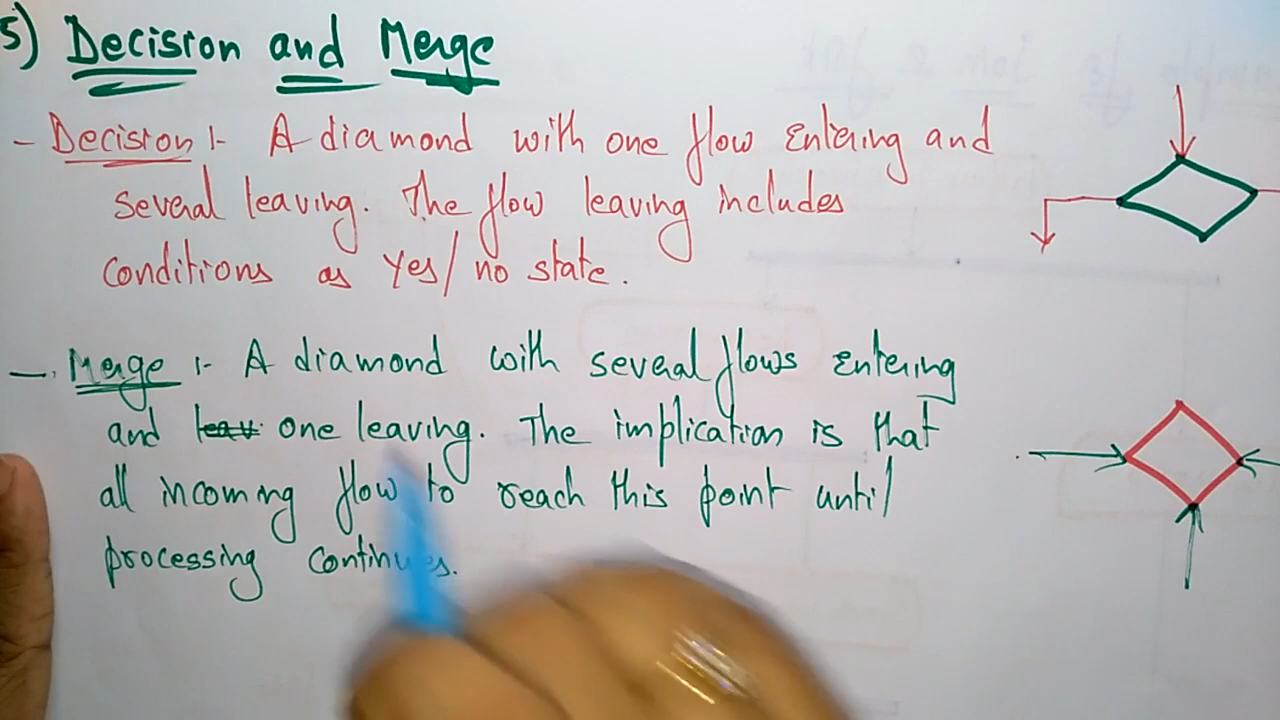 5) Decision and Merge
- Decision :- A diamond with one flow Entering and
several leaving. The flow leaving includes
conditions as Yes/no state.
- Merge :- A diamond with several flows Entering
and one leaving. The implication is that
all incoming flow to reach this point until
processing continues.